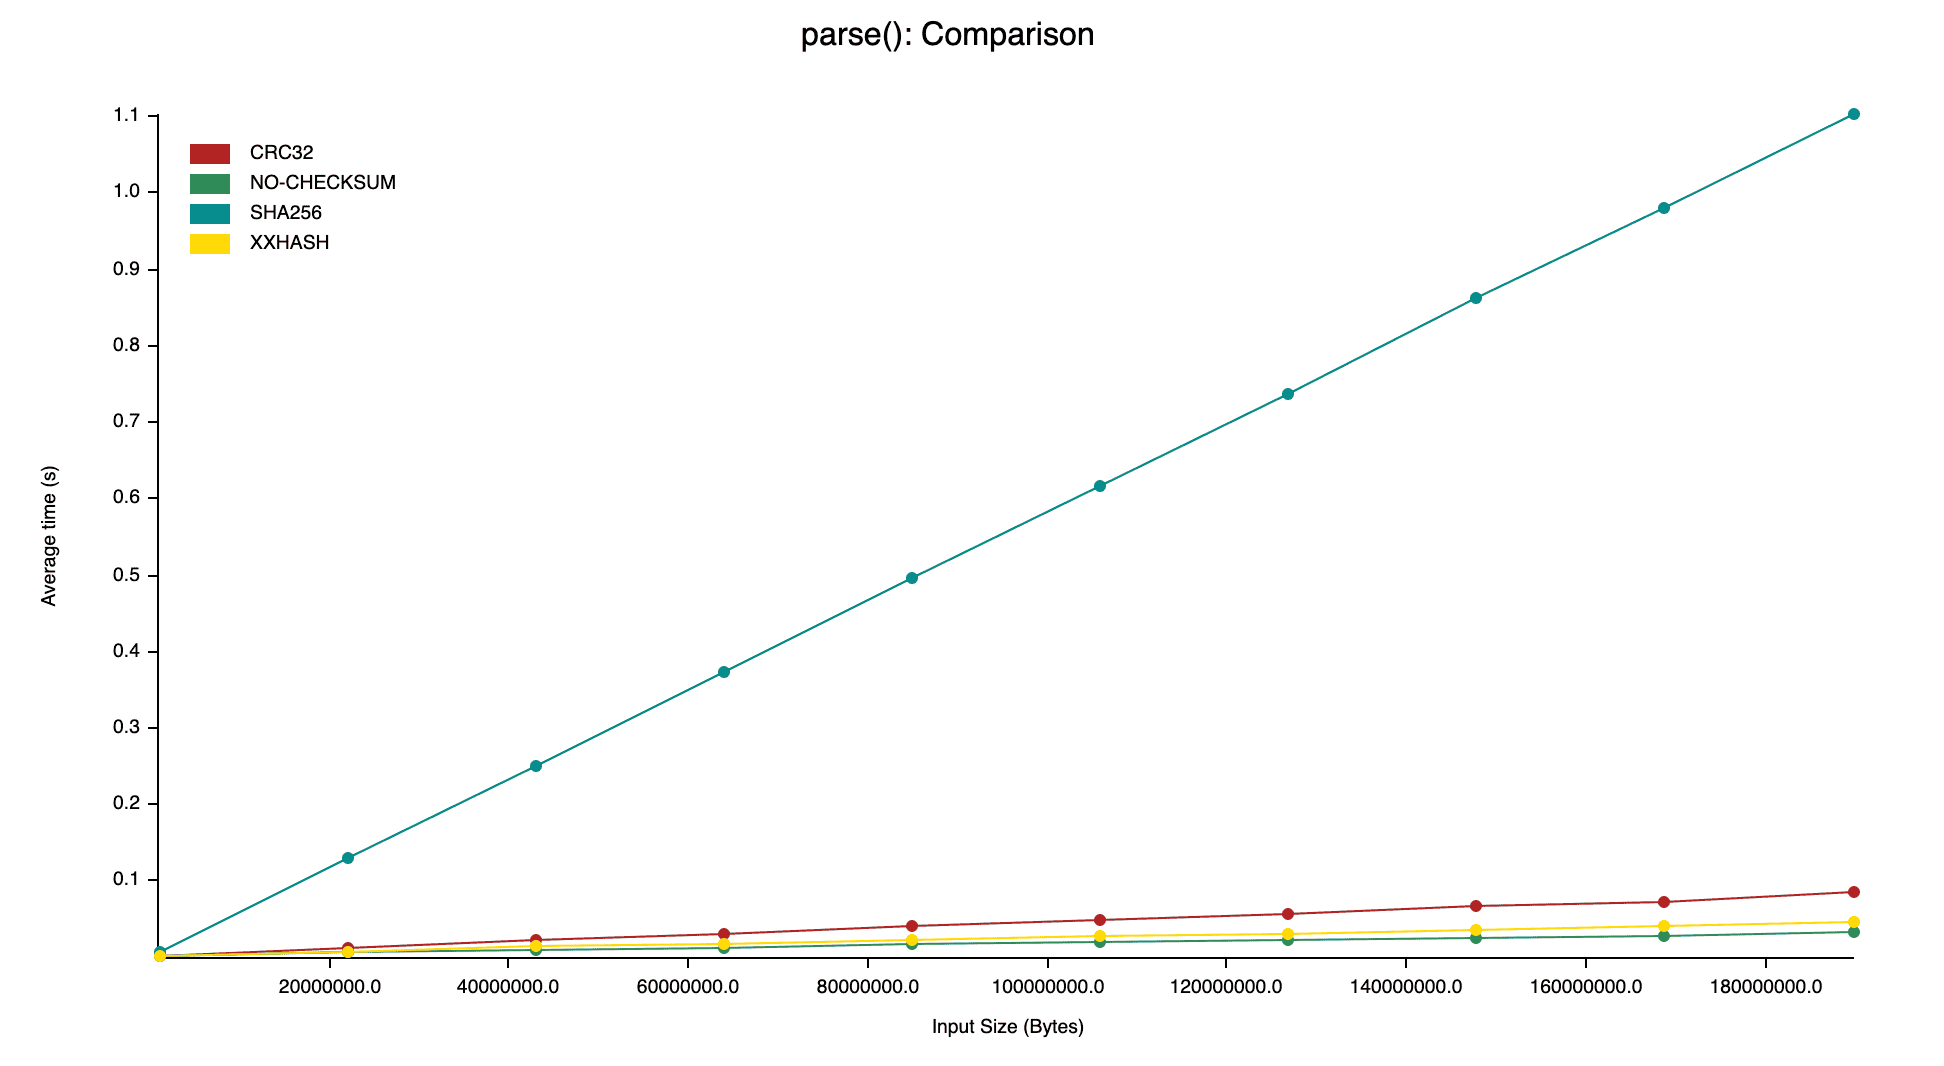 parse(): Comparison
1.1
1.0
0.9
0.8
0.7
0.6
0.5
0.4
0.3
0.2
0.1
CRC32
NO-CHECKSUM
SHA256
XXHASH
Average time (s)
20000000.0 40000000.0 60000000.0 80000000.0 100000000.0 120000000.0 140000000.0 160000000.0 180000000.0
Input Size (Bytes)